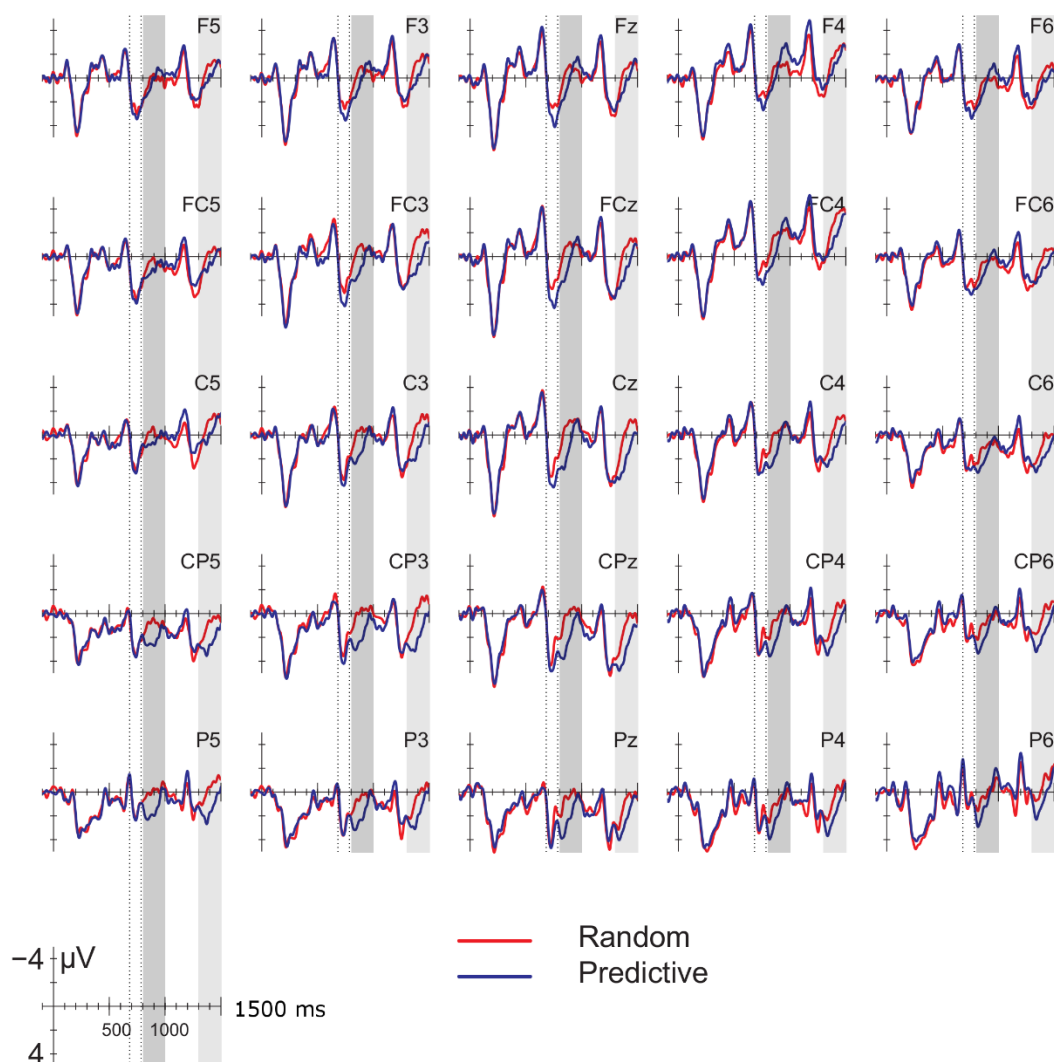 F5 F3 Fz F4 F6
FC5 FC3 FCz FC4 FC6
C5 C3 Cz C4 C6
CP5 CP3 CPz CP4 CP6
P5 P3 Pz P4 P6
Random
−4 μV
Predictive
1500 ms
500 1000
4